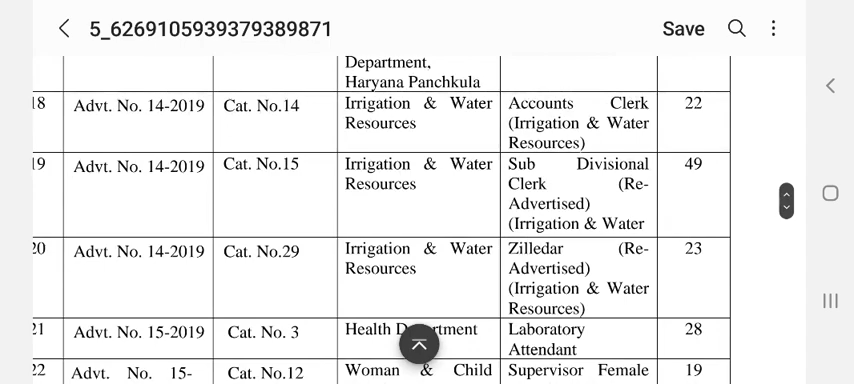 5_6269105939379389871 Save
Department,
Haryana Panchkula
18 Advt. No. 14-2019 Cat. No.14 Irrigation & Water Accounts Clerk 22
Resources (Irrigation & Water
Resources)
19 Advt. No. 14-2019 Cat. No.15 Irrigation & Water Sub Divisional 49
Resources Clerk (Re-
Advertised)
(Irrigation & Water
20 Advt. No. 14-2019 Cat. No.29 Irrigation & Water Zilledar (Re- 23
Resources Advertised)
(Irrigation & Water
Resources)
21 Advt. No. 15-2019 Cat. No. 3 Health Department Laboratory 28
Attendant
22 Advt. No. 15- Cat. No.12 Woman & Child Supervisor Female 19